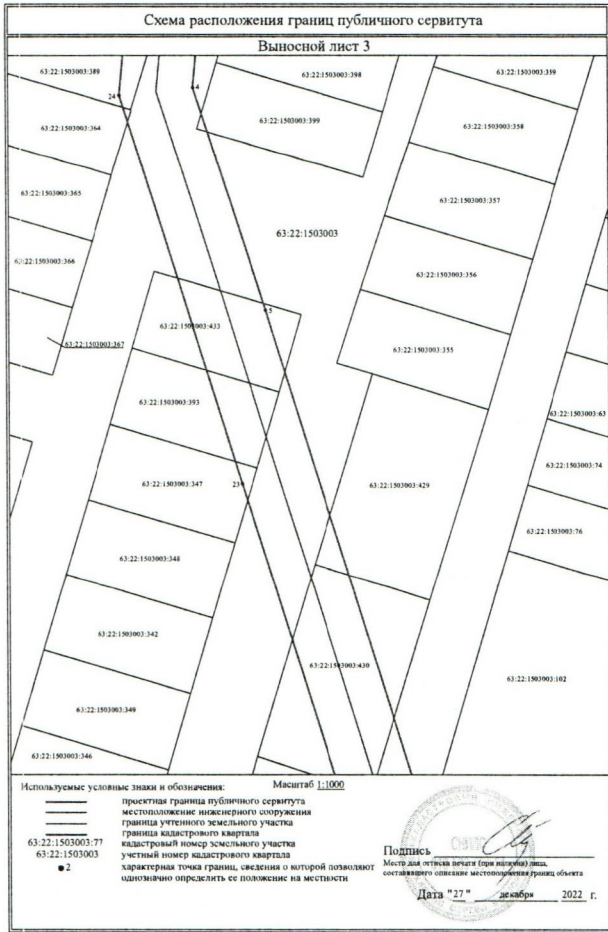 Схема расположения границ публичного сервитута
Выносной лист 3
63:22:1503003:389
63:22:1503003:398
63:22:1503003:359
24
4
63:22:1503003:364
63:22:1503003:399
63:22:1503003:358
63:22:1503003:365
63:22:1503003:357
63:22:1503003
63:22:1503003:366
63:22:1503003:356
5
63:22:1503003:433
63:22:1503003:367
63:22:1503003:355
63:22:1503003:393
63:22:1503003:63
63:22:1503003:74
63:22:1503003:347
23
63:22:1503003:429
63:22:1503003:76
63:22:1503003:348
63:22:1503003:342
63:22:1503003:430
63:22:1503003:102
63:22:1503003:349
63:22:1503003:346
Масштаб 1:1000
Используемые условные знаки и обозначения:
проектная граница публичного сервитута
местоположение инженерного сооружения
граница учтенного земельного участка
граница кадастрового квартала
63:22:1503003:77 кадастровый номер земельного участка
63:22:1503003 учетный номер кадастрового квартала
2 характерная точка границ, сведения о которой позволяют
однозначно определить ее положение на местности
Подпись
Место для оттиска печати (при наличии) лица,
составившего описание местоположения границ объекта
Дата "27" декабря 2022 г.